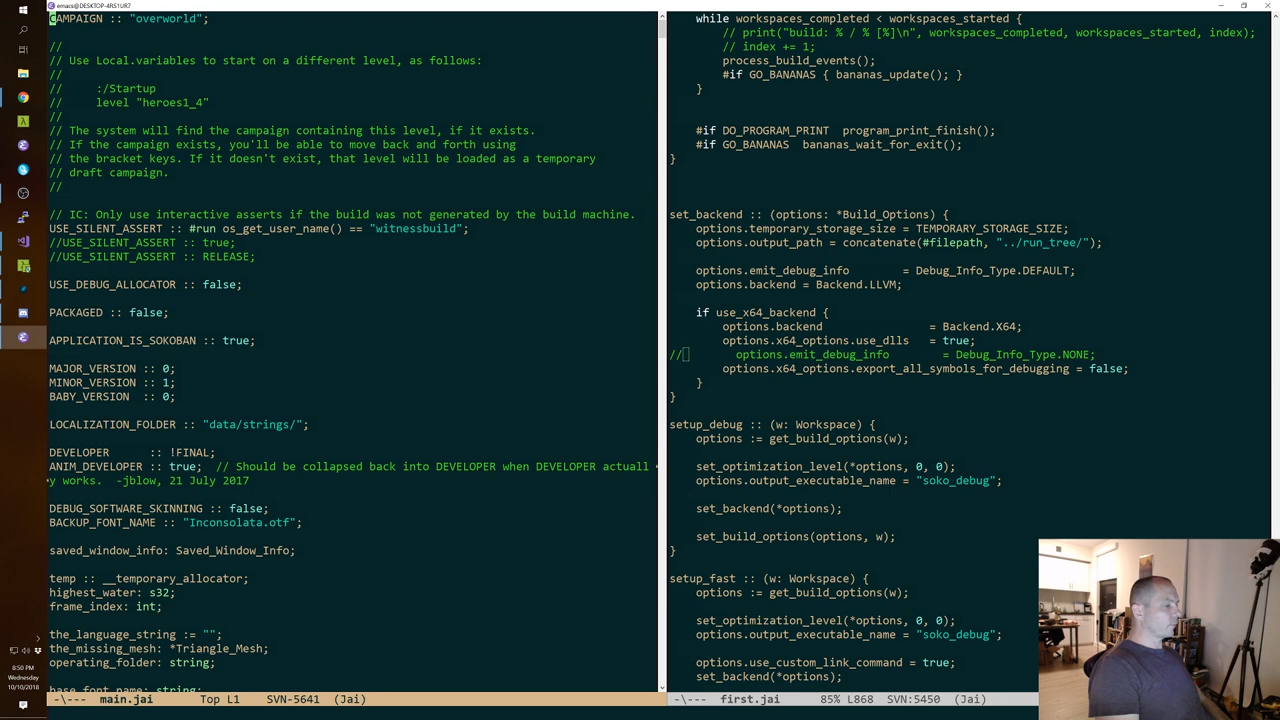 emacs@DESKTOP-4RS1UR7
CAMPAIGN :: "overworld";
//
// Use Local.variables to start on a different level, as follows:
//
//     :/Startup
//     level "heroes1_4"
//
// The system will find the campaign containing this level, if it exists.
// If the campaign exists, you'll be able to move back and forth using
// the bracket keys. If it doesn't exist, that level will be loaded as a temporary
// draft campaign.
//
// IC: Only use interactive asserts if the build was not generated by the build machine.
USE_SILENT_ASSERT :: #run os_get_user_name() == "witnessbuild";
//USE_SILENT_ASSERT :: true;
//USE_SILENT_ASSERT :: RELEASE;
USE_DEBUG_ALLOCATOR :: false;
PACKAGED :: false;
APPLICATION_IS_SOKOBAN :: true;
MAJOR_VERSION :: 0;
MINOR_VERSION :: 1;
BABY_VERSION  :: 0;
LOCALIZATION_FOLDER :: "data/strings/";
DEVELOPER      :: !FINAL;
ANIM_DEVELOPER :: true;  // Should be collapsed back into DEVELOPER when DEVELOPER actuall
y works.  -jblow, 21 July 2017
DEBUG_SOFTWARE_SKINNING :: false;
BACKUP_FONT_NAME :: "Inconsolata.otf";
saved_window_info: Saved_Window_Info;
temp :: __temporary_allocator;
highest_water: s32;
frame_index: int;
the_language_string := "";
the_missing_mesh: *Triangle_Mesh;
operating_folder: string;
base_font_name: string;
-\---  main.jai        Top L1    SVN-5641  (Jai)
while workspaces_completed < workspaces_started {
// print("build: % / % [%]\n", workspaces_completed, workspaces_started, index);
// index += 1;
process_build_events();
#if GO_BANANAS { bananas_update(); }
}
#if DO_PROGRAM_PRINT  program_print_finish();
#if GO_BANANAS  bananas_wait_for_exit();
}
set_backend :: (options: *Build_Options) {
options.temporary_storage_size = TEMPORARY_STORAGE_SIZE;
options.output_path = concatenate(#filepath, "../run_tree/");
options.emit_debug_info        = Debug_Info_Type.DEFAULT;
options.backend = Backend.LLVM;
if use_x64_backend {
options.backend                = Backend.X64;
options.x64_options.use_dlls   = true;
//        options.emit_debug_info        = Debug_Info_Type.NONE;
options.x64_options.export_all_symbols_for_debugging = false;
}
}
setup_debug :: (w: Workspace) {
options := get_build_options(w);
set_optimization_level(*options, 0, 0);
options.output_executable_name = "soko_debug";
set_backend(*options);
set_build_options(options, w);
}
setup_fast :: (w: Workspace) {
options := get_build_options(w);
set_optimization_level(*options, 0, 0);
options.output_executable_name = "soko_debug";
options.use_custom_link_command = true;
set_backend(*options);
-\---  first.jai       85% L868  SVN:5450  (Jai)
8:50 PM
Wednesday
10/10/2018